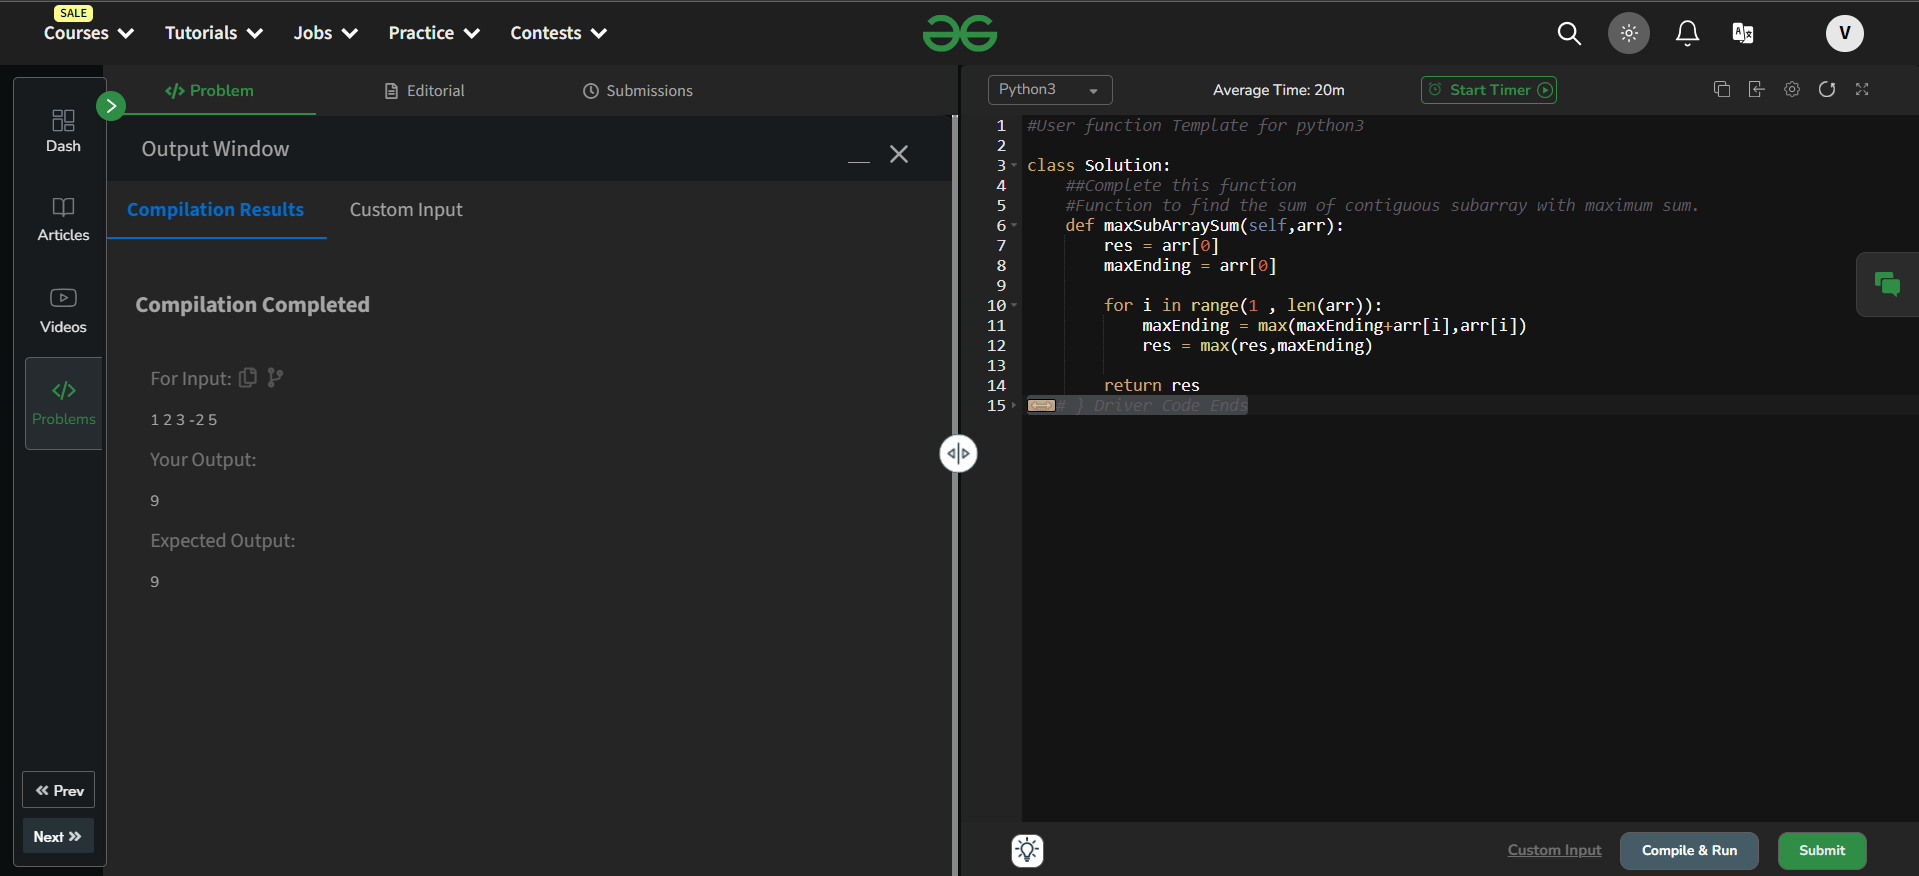 SALE
Courses Tutorials Jobs Practice Contests
V
Dash
Articles
Videos
Problems
Prev
Next
Problem Editorial Submissions
Output Window
Compilation Results Custom Input
Compilation Completed
For Input:
1 2 3 -2 5
Your Output:
9
Expected Output:
9
Python3 Average Time: 20m Start Timer
1 #User function Template for python3
2
3 class Solution:
4 ##Complete this function
5 #Function to find the sum of contiguous subarray with maximum sum.
6 def maxSubArraySum(self,arr):
7 res = arr[0]
8 maxEnding = arr[0]
9
10 for i in range(1 , len(arr)):
11 maxEnding = max(maxEnding+arr[i],arr[i])
12 res = max(res,maxEnding)
13
14 return res
15 # } Driver Code Ends
Custom Input Compile & Run Submit